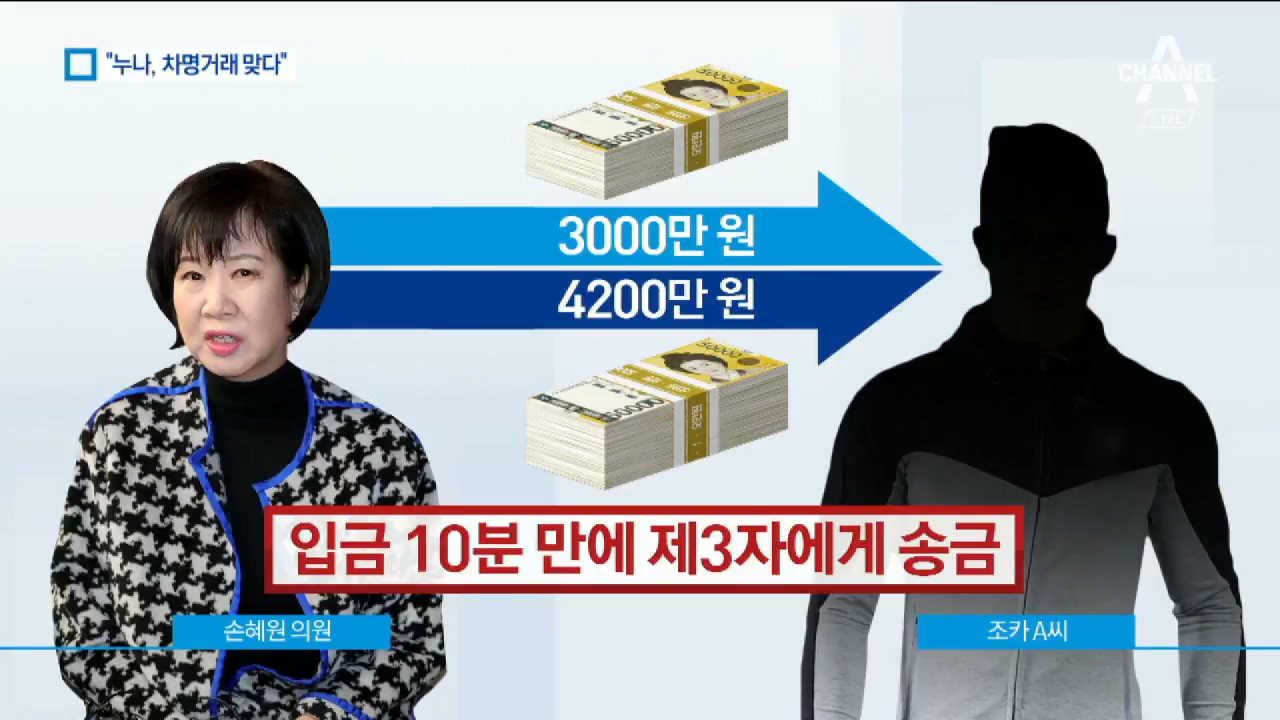 "누나, 차명거래 맞다"
CHANNEL A
LIVE
50000
3000만 원
4200만 원
50000
입금 10분 만에 제3자에게 송금
손혜원 의원
조카 A씨